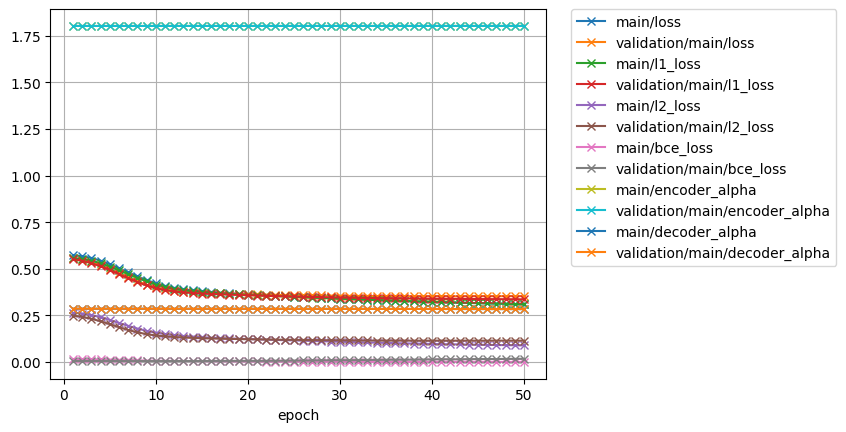 1.75
1.50
1.25
1.00
0.75
0.50
0.25
0.00
0 10 20 30 40 50
epoch
main/loss
validation/main/loss
main/l1_loss
validation/main/l1_loss
main/l2_loss
validation/main/l2_loss
main/bce_loss
validation/main/bce_loss
main/encoder_alpha
validation/main/encoder_alpha
main/decoder_alpha
validation/main/decoder_alpha